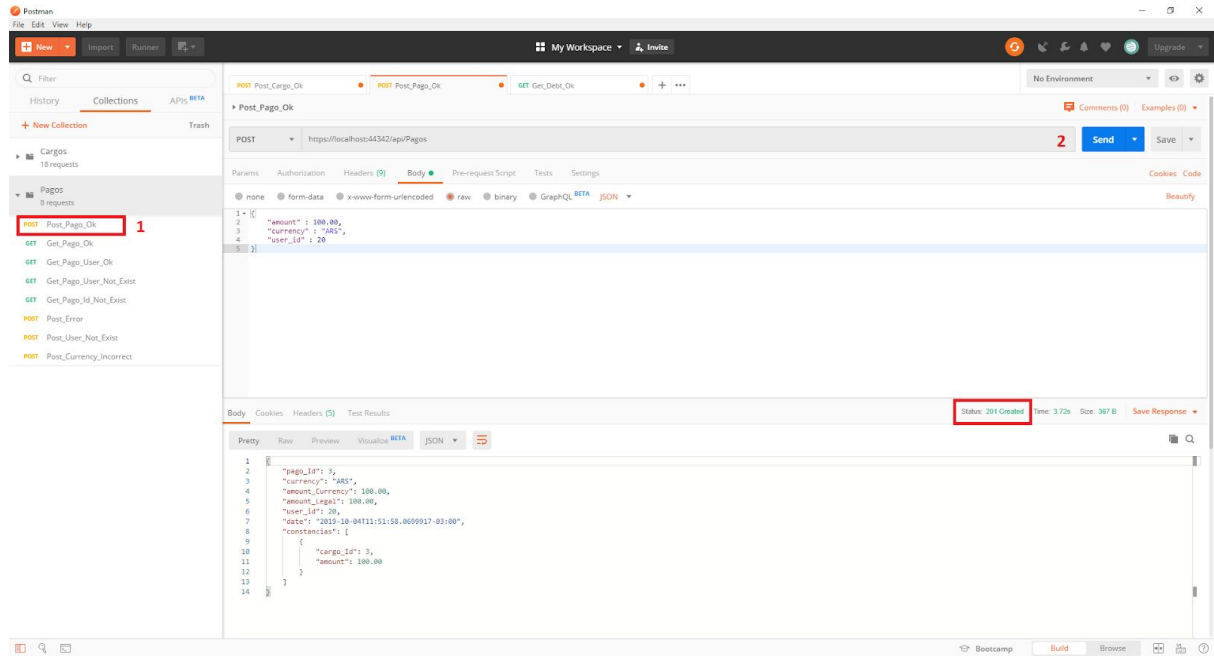 Postman
File Edit View Help
New Import Runner My Workspace Invite Upgrade
Filter
History Collections APIs BETA
+ New Collection Trash
Cargos
18 requests
Pagos
8 requests
POST Post_Pago_Ok 1
GET Get_Pago_Ok
GET Get_Pago_User_Ok
GET Get_Pago_User_Not_Exist
GET Get_Pago_Id_Not_Exist
POST Post_Error
POST Post_User_Not_Exist
POST Post_Currency_Incorrect
POST Post_Cargo_Ok POST Post_Pago_Ok GET Get_Debt_Ok + ••• No Environment
Post_Pago_Ok Comments (0) Examples (0)
POST https://localhost:44342/api/Pagos 2 Send Save
Params Authorization Headers (9) Body Pre-request Script Tests Settings Cookies Code
none form-data x-www-form-urlencoded raw binary GraphQL BETA JSON Beautify
1 {
2 "amount" : 100.00,
3 "currency" : "ARS",
4 "user_id" : 20
5 }
Body Cookies Headers (5) Test Results Status: 201 Created Time: 3.72s Size: 367 B Save Response
Pretty Raw Preview Visualize BETA JSON
1 {
2 "pago_Id": 3,
3 "currency": "ARS",
4 "amount_Currency": 100.00,
5 "amount_Legal": 100.00,
6 "user_id": 20,
7 "date": "2019-10-04T11:51:58.0699917-03:00",
8 "constancias": [
9 {
10 "cargo_Id": 3,
11 "amount": 100.00
12 }
13 ]
14 }
Bootcamp Build Browse